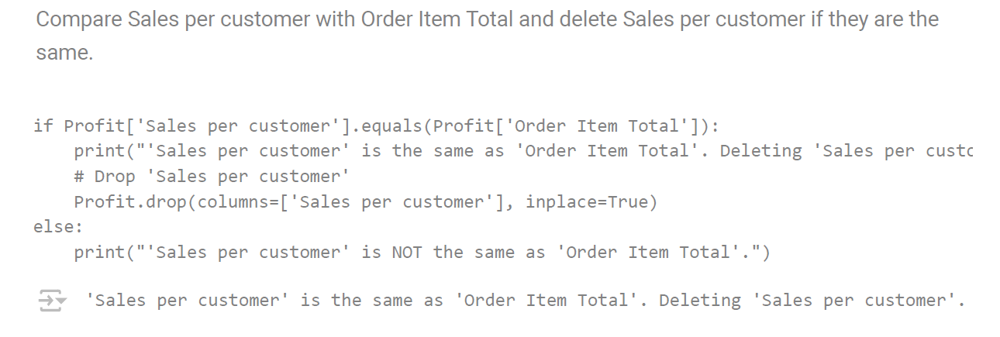 Compare Sales per customer with Order Item Total and delete Sales per customer if they are the
same.
if Profit['Sales per customer'].equals(Profit['Order Item Total']):
    print("'Sales per customer' is the same as 'Order Item Total'. Deleting 'Sales per custo
    # Drop 'Sales per customer'
    Profit.drop(columns=['Sales per customer'], inplace=True)
else:
    print("'Sales per customer' is NOT the same as 'Order Item Total'.")
'Sales per customer' is the same as 'Order Item Total'. Deleting 'Sales per customer'.